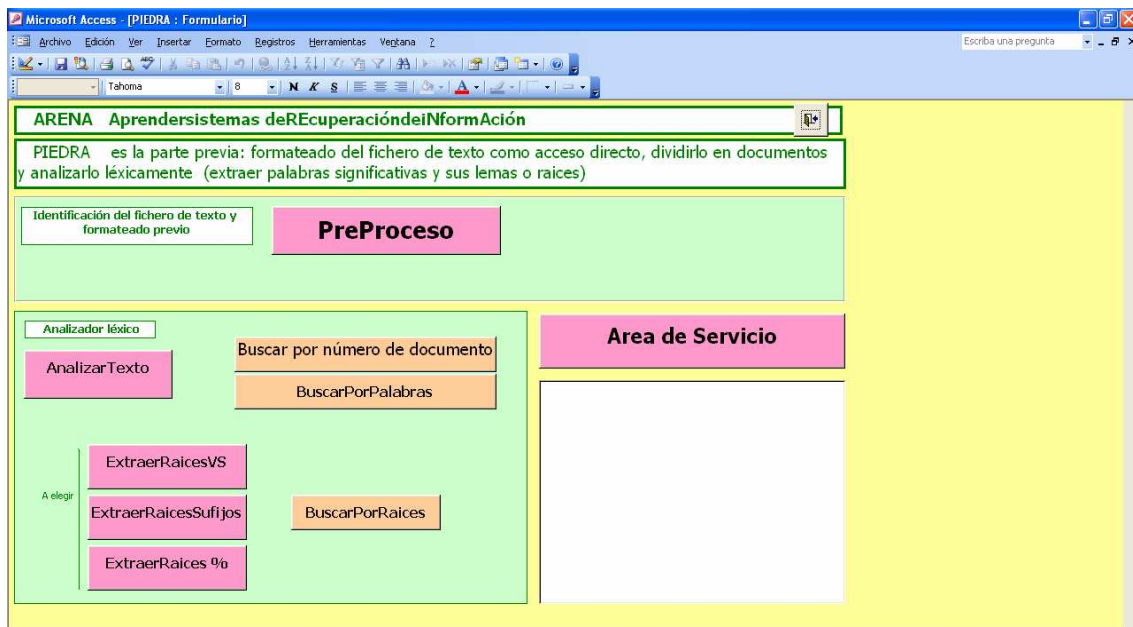 Microsoft Access - [PIEDRA : Formulario]
Archivo Edición Ver Insertar Formato Registros Herramientas Ventana ?
Escriba una pregunta
Tahoma 8 N K S A
ARENA Aprendersistemas deREcuperacióndeiNformAción
PIEDRA es la parte previa: formateado del fichero de texto como acceso directo, dividirlo en documentos
y analizarlo léxicamente (extraer palabras significativas y sus lemas o raices)
Identificación del fichero de texto y
formateado previo
PreProceso
Analizador léxico
AnalizarTexto
Buscar por número de documento
BuscarPorPalabras
Area de Servicio
A elegir
ExtraerRaicesVS
ExtraerRaicesSufijos
ExtraerRaices %
BuscarPorRaices